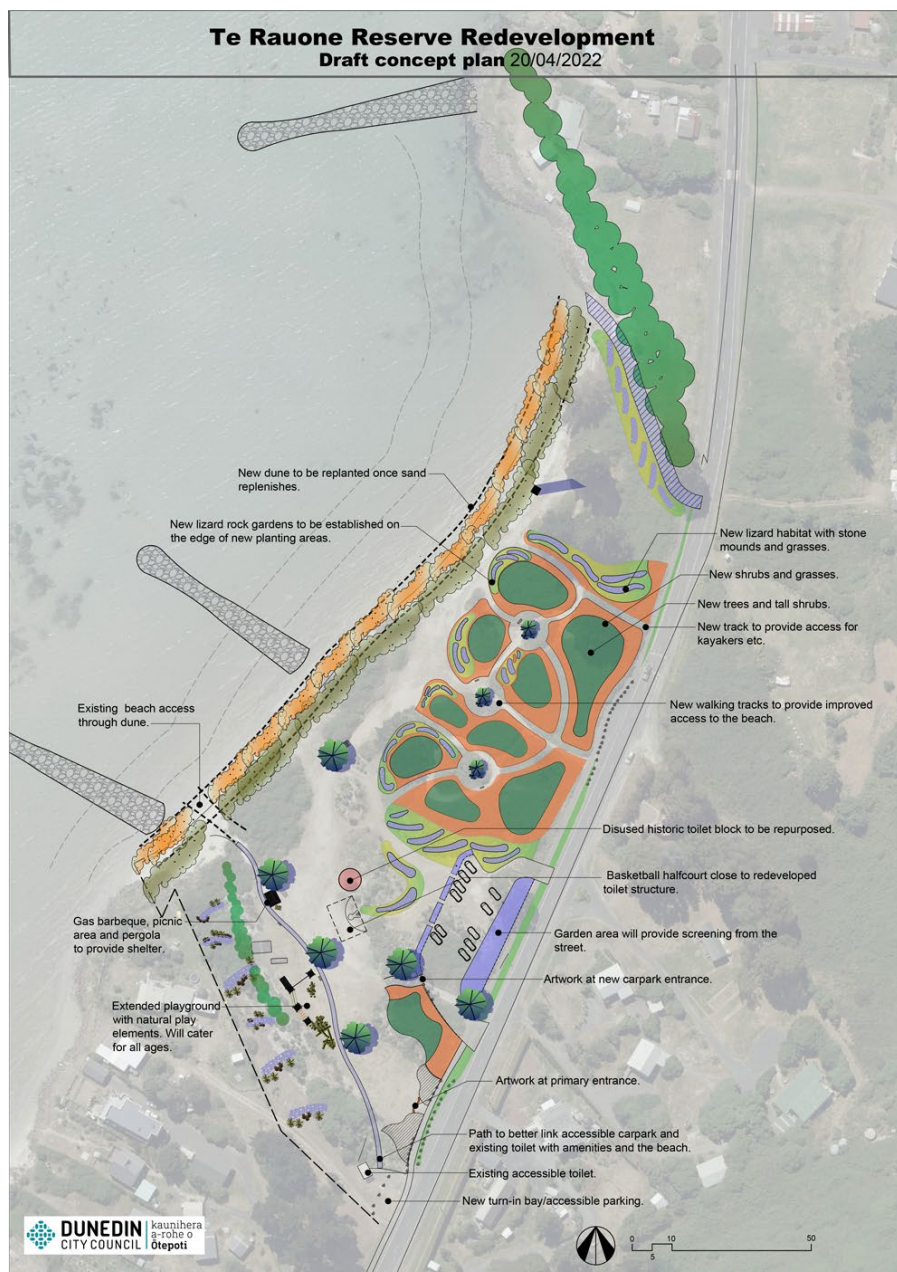 Te Rauone Reserve Redevelopment
Draft concept plan 20/04/2022
New dune to be replanted once sand
replenishes.
New lizard rock gardens to be established on
the edge of new planting areas.
New lizard habitat with stone
mounds and grasses.
New shrubs and grasses.
New trees and tall shrubs.
New track to provide access for
kayakers etc.
New walking tracks to provide improved
access to the beach.
Existing beach access
through dune.
Disused historic toilet block to be repurposed.
Basketball halfcourt close to redeveloped
toilet structure.
Gas barbeque, picnic
area and pergola
to provide shelter.
Garden area will provide screening from the
street.
Artwork at new carpark entrance.
Extended playground
with natural play
elements. Will cater
for all ages.
Artwork at primary entrance.
Path to better link accessible carpark and
existing toilet with amenities and the beach.
Existing accessible toilet.
New turn-in bay/accessible parking.
DUNEDIN
CITY COUNCIL
kaunihera
a-rohe o
Ōtepoti
0 10 50
5